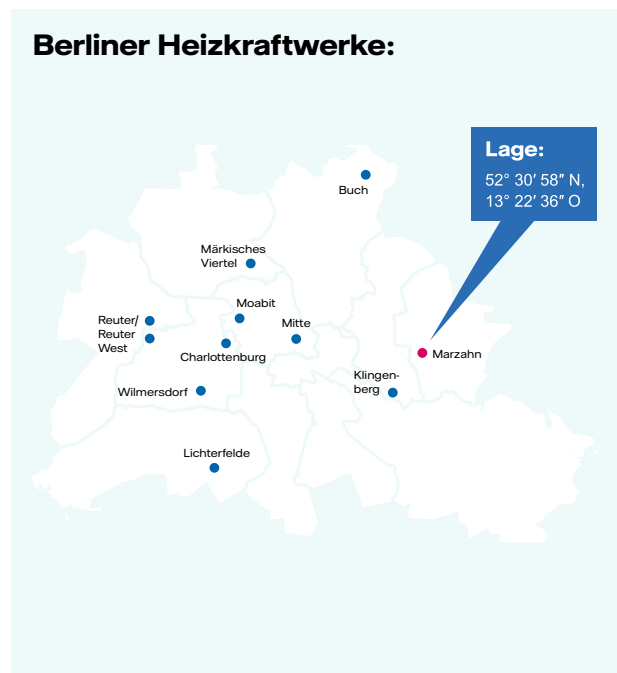 Berliner Heizkraftwerke:
Lage:
52° 30′ 58″ N,
13° 22′ 36″ O
Buch
Märkisches
Viertel
Moabit
Mitte
Reuter/
Reuter
West
Charlottenburg
Marzahn
Klingen-
berg
Wilmersdorf
Lichterfelde